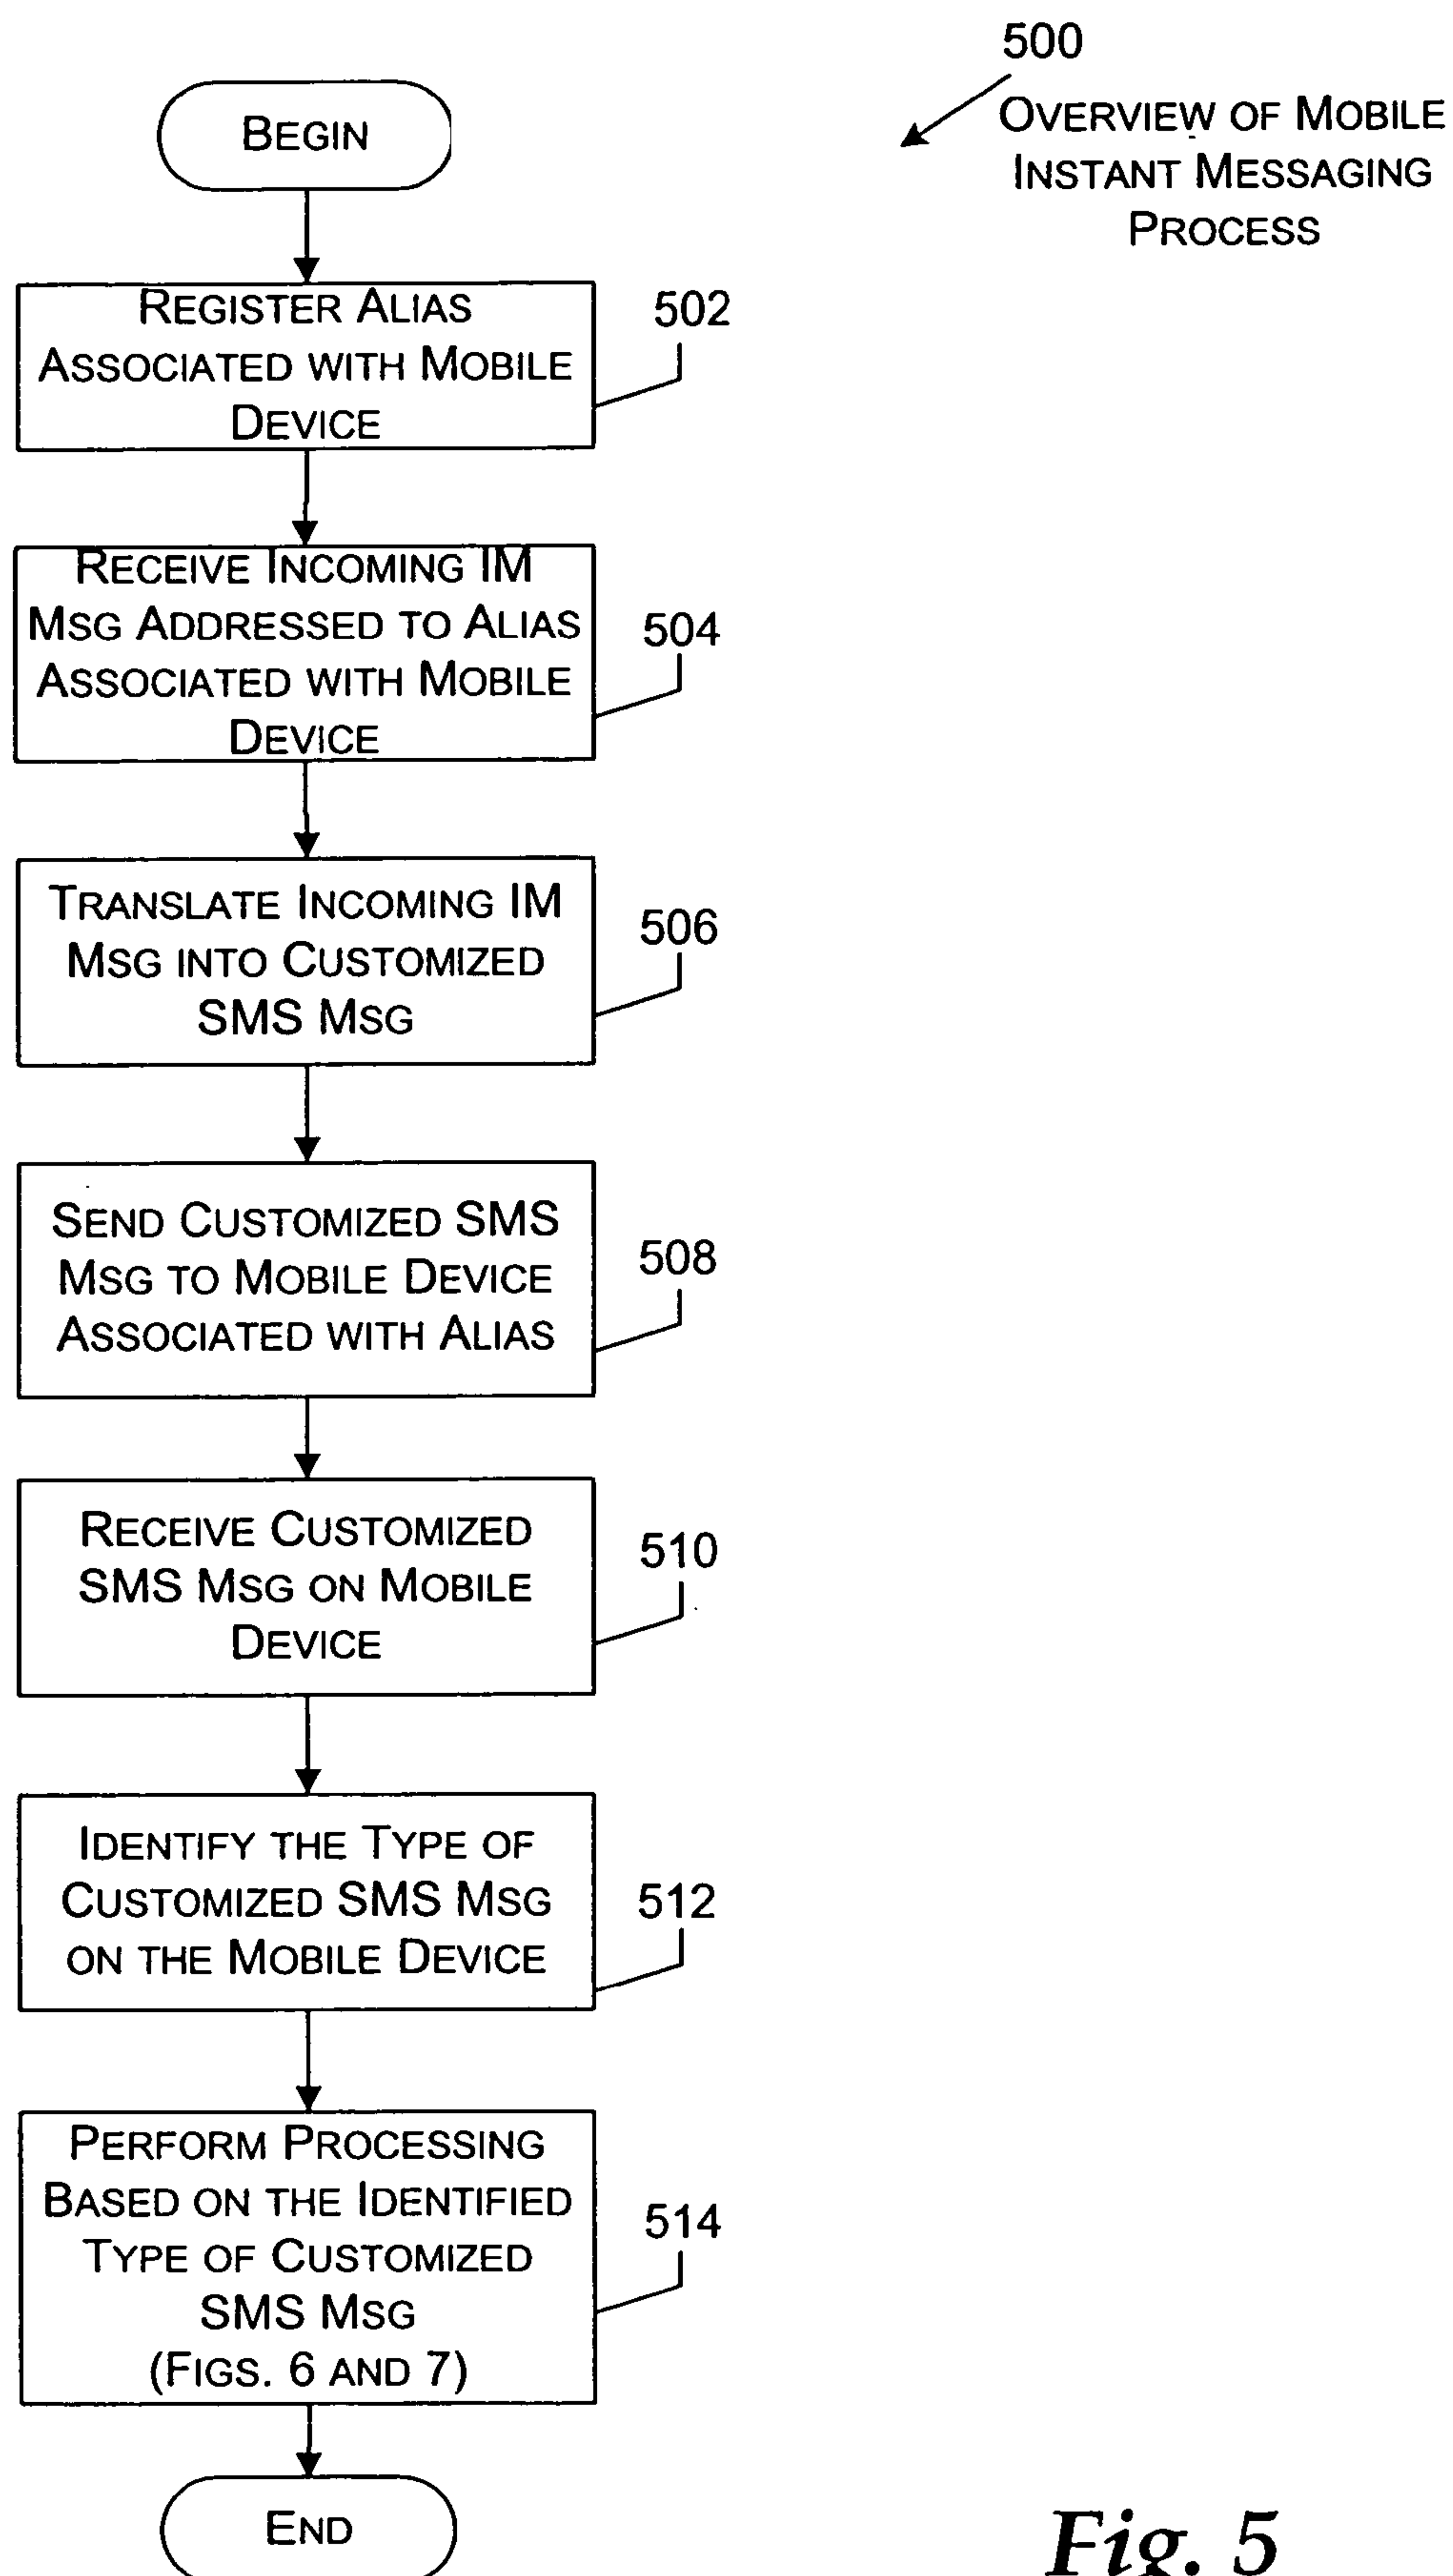 500
OVERVIEW OF MOBILE
INSTANT MESSAGING
PROCESS
BEGIN
REGISTER ALIAS
ASSOCIATED WITH MOBILE
DEVICE
502
RECEIVE INCOMING IM
MSG ADDRESSED TO ALIAS
ASSOCIATED WITH MOBILE
DEVICE
504
TRANSLATE INCOMING IM
MSG INTO CUSTOMIZED
SMS MSG
506
SEND CUSTOMIZED SMS
MSG TO MOBILE DEVICE
ASSOCIATED WITH ALIAS
508
RECEIVE CUSTOMIZED
SMS MSG ON MOBILE
DEVICE
510
IDENTIFY THE TYPE OF
CUSTOMIZED SMS MSG
ON THE MOBILE DEVICE
512
PERFORM PROCESSING
BASED ON THE IDENTIFIED
TYPE OF CUSTOMIZED
SMS MSG
(FIGS. 6 AND 7)
514
END
Fig. 5